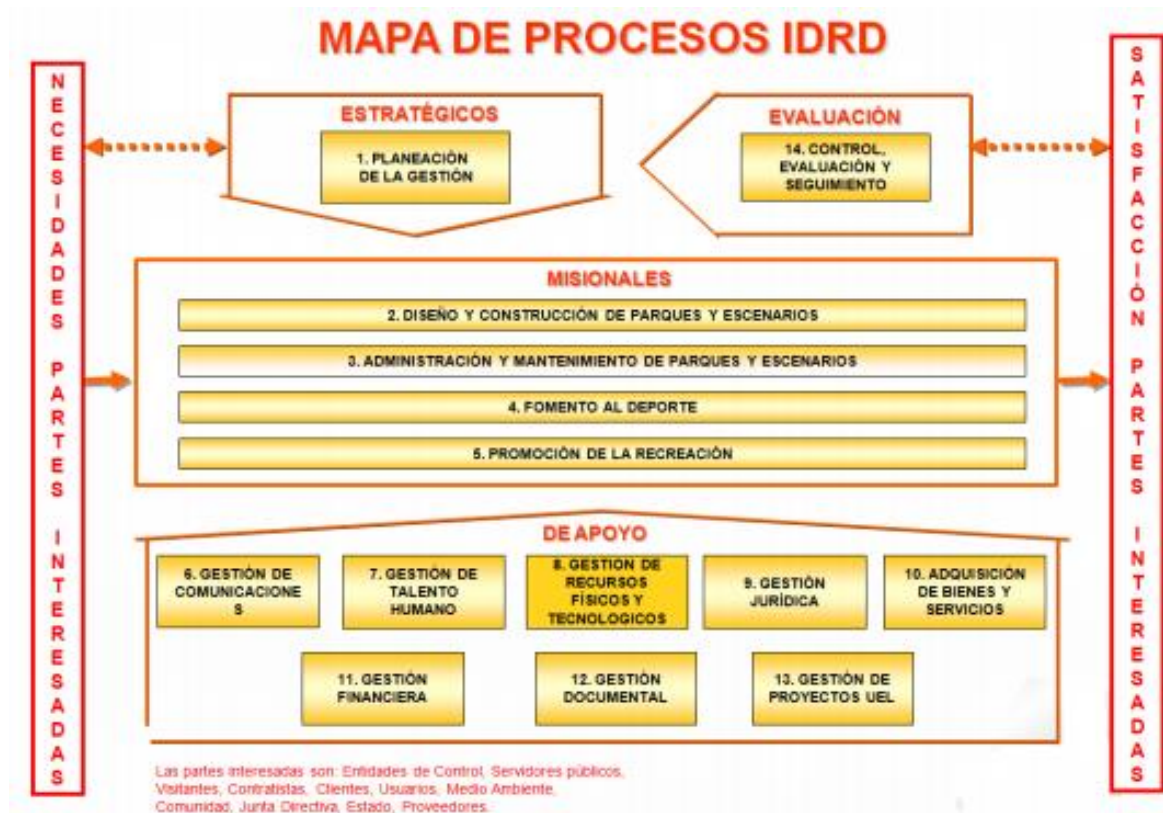 MAPA DE PROCESOS IDRD
NECESIDADES PARTES INTERESADAS
ESTRATÉGICOS
1. PLANEACIÓN
DE LA GESTIÓN
EVALUACIÓN
14. CONTROL,
EVALUACIÓN Y
SEGUIMIENTO
MISIONALES
2. DISEÑO Y CONSTRUCCIÓN DE PARQUES Y ESCENARIOS
3. ADMINISTRACIÓN Y MANTENIMIENTO DE PARQUES Y ESCENARIOS
4. FOMENTO AL DEPORTE
5. PROMOCIÓN DE LA RECREACIÓN
DE APOYO
6. GESTIÓN DE
COMUNICACIONE
S
7. GESTIÓN DE
TALENTO
HUMANO
8. GESTIÓN DE
RECURSOS
FÍSICOS Y
TECNOLOGICOS
9. GESTIÓN
JURÍDICA
10. ADQUISICIÓN
DE BIENES Y
SERVICIOS
11. GESTIÓN
FINANCIERA
12. GESTIÓN
DOCUMENTAL
13. GESTIÓN DE
PROYECTOS UEL
SATISFACCIÓN PARTES INTERESADAS
Las partes interesadas son: Entidades de Control, Servidores públicos,
Visitantes, Contratistas, Clientes, Usuarios, Medio Ambiente,
Comunidad, Junta Directiva, Estado, Proveedores.